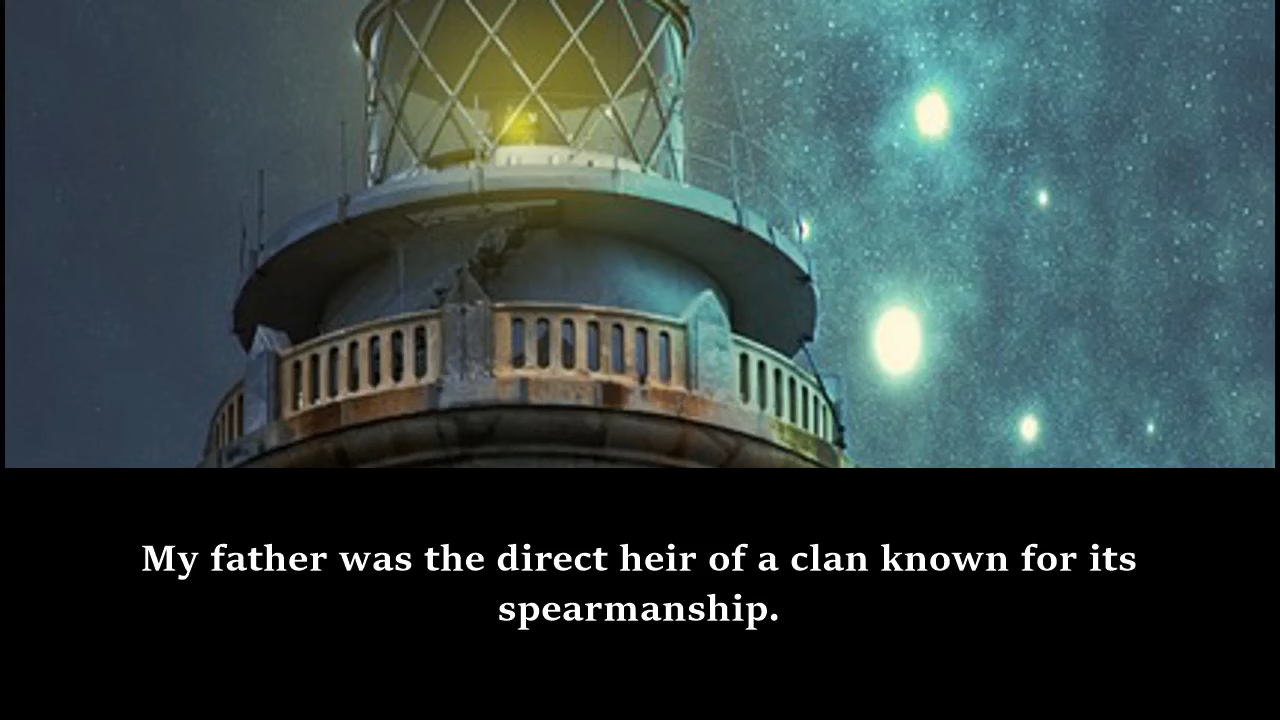 My father was the direct heir of a clan known for its
spearmanship.